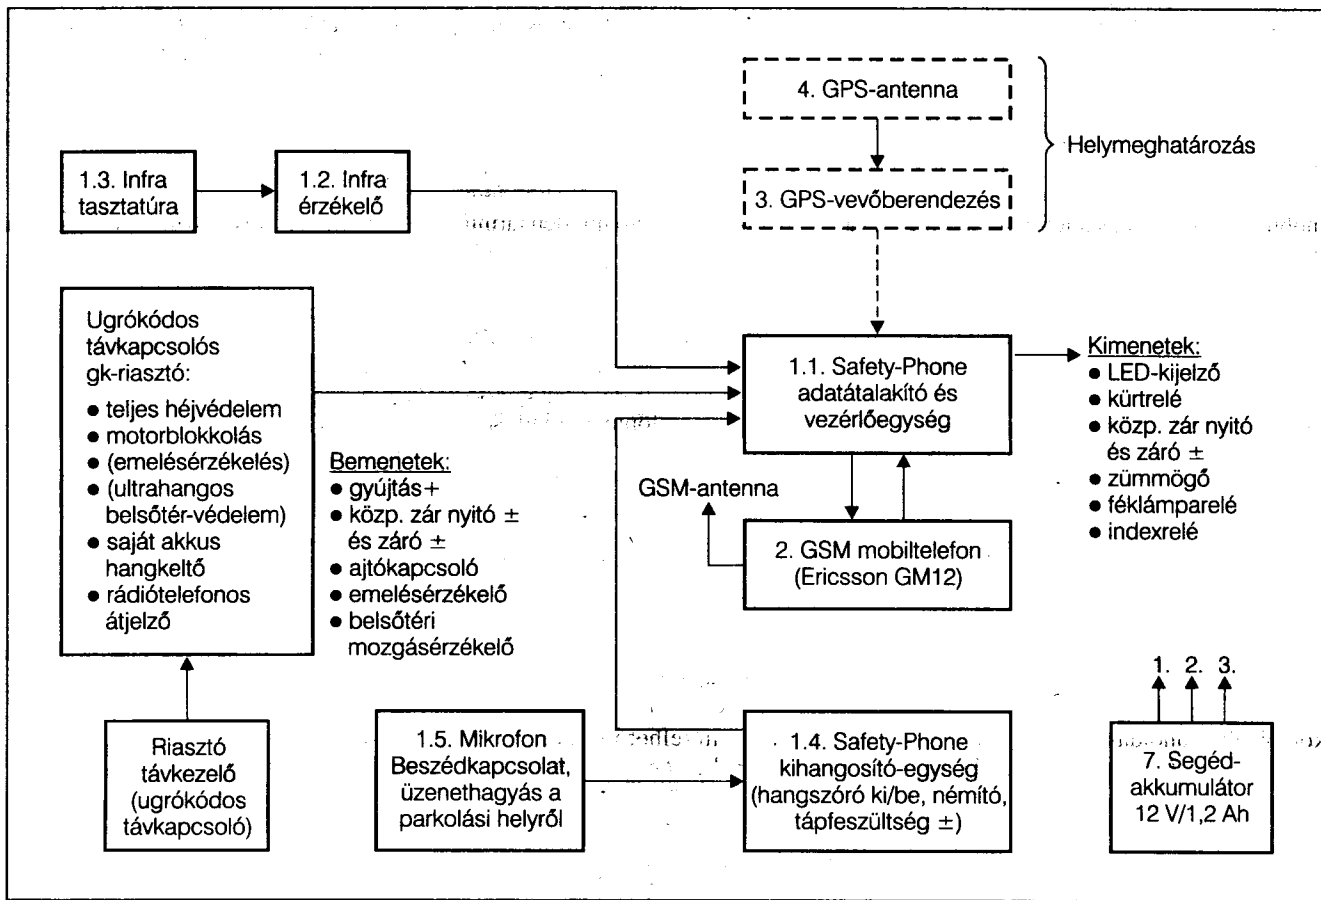 4. GPS-antenna
3. GPS-vevőberendezés
Helymeghatározás
1.3. Infra
tasztatúra
1.2. Infra
érzékelő
Ugrókódos
távkapcsolós
gk-riasztó:
● teljes héjvédelem
● motorblokkolás
● (emelésérzékelés)
● (ultrahangos
belsőtér-védelem)
● saját akkus
hangkeltő
● rádiótelefonos
átjelző
Bemenetek:
● gyújtás+
● közp. zár nyitó ±
és záró ±
● ajtókapcsoló
● emelésérzékelő
● belsőtéri
mozgásérzékelő
1.1. Safety-Phone
adatátalakító és
vezérlőegység
Kimenetek:
● LED-kijelző
● kürtrelé
● közp. zár nyitó
és záró ±
● zümmögő
● féklámparelé
● indexrelé
GSM-antenna
2. GSM mobiltelefon
(Ericsson GM12)
Riasztó
távkezelő
(ugrókódos
távkapcsoló)
1.5. Mikrofon
Beszédkapcsolat,
üzenethagyás a
parkolási helyről
1.4. Safety-Phone
kihangosító-egység
(hangszóró ki/be, némító,
tápfeszültség ±)
1. 2. 3.
7. Segéd-
akkumulátor
12 V/1,2 Ah